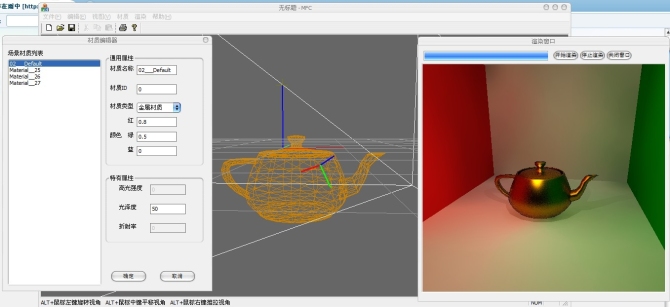 无标题 - MFC
文件(F) 编辑(E) 视图(V) 材质 渲染 帮助(H)
材质编辑器
场景材质列表
02___Default
Material__25
Material__26
Material__27
通用属性
材质名称 02___Default
材质ID 0
材质类型 金属材质
红 0.8
颜色: 绿 0.5
蓝 0
特有属性
高光强度 0
光泽度 50
折射率 0
确定 取消
渲染窗口
开始渲染 停止渲染 关闭窗口
ALT+鼠标左键旋转视角 ALT+鼠标中键平移视角 ALT+鼠标右键推拉视角
NUM